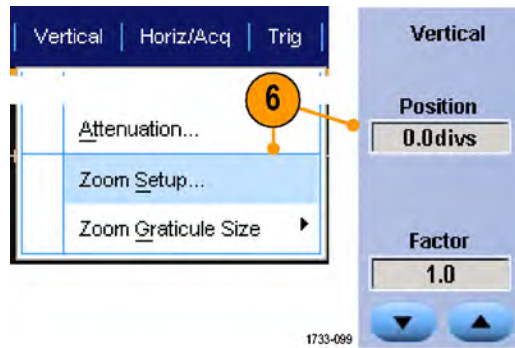 Vertical | Horiz/Acq | Trig |
6
Attenuation...
Zoom Setup...
Zoom Graticule Size
Vertical
Position
0.0divs
Factor
1.0
1733-099